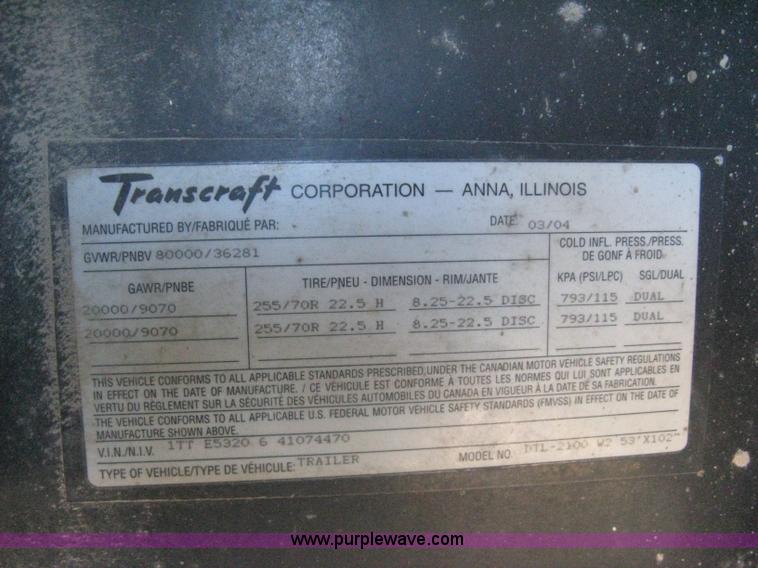 Transcraft CORPORATION — ANNA, ILLINOIS
MANUFACTURED BY/FABRIQUÉ PAR: DATE 03/04
GVWR/PNBV 80000/36281
COLD INFL. PRESS./PRESS. DE GONF À FROID
GAWR/PNBE TIRE/PNEU - DIMENSION - RIM/JANTE KPA (PSI/LPC) SGL/DUAL
20000/9070 255/70R 22.5 H 8.25-22.5 DISC 793/115 DUAL
20000/9070 255/70R 22.5 H 8.25-22.5 DISC 793/115 DUAL
THIS VEHICLE CONFORMS TO ALL APPLICABLE STANDARDS PRESCRIBED,UNDER THE CANADIAN MOTOR VEHICLE SAFETY REGULATIONS
IN EFFECT ON THE DATE OF MANUFACTURE. / CE VÉHICULE EST CONFORME À TOUTES LES NORMES QUI LUI SONT APPLICABLES EN
VERTU DU RÈGLEMENT SUR LA SÉCURITÉ DES VÉHICULES AUTOMOBILES DU CANADA EN VIGUEUR À LA DATE DE SA FABRICATION.
THE VEHICLE CONFORMS TO ALL APPLICABLE U.S. FEDERAL MOTOR VEHICLE SAFETY STANDARDS (FMVSS) IN EFFECT ON THE DATE OF
MANUFACTURE SHOWN ABOVE.
V.I.N./N.I.V. 1TT E5320 6 41074470 MODEL NO. DTL-2100 W2 53'X102"
TYPE OF VEHICLE/TYPE DE VÉHICULE: TRAILER
www.purplewave.com